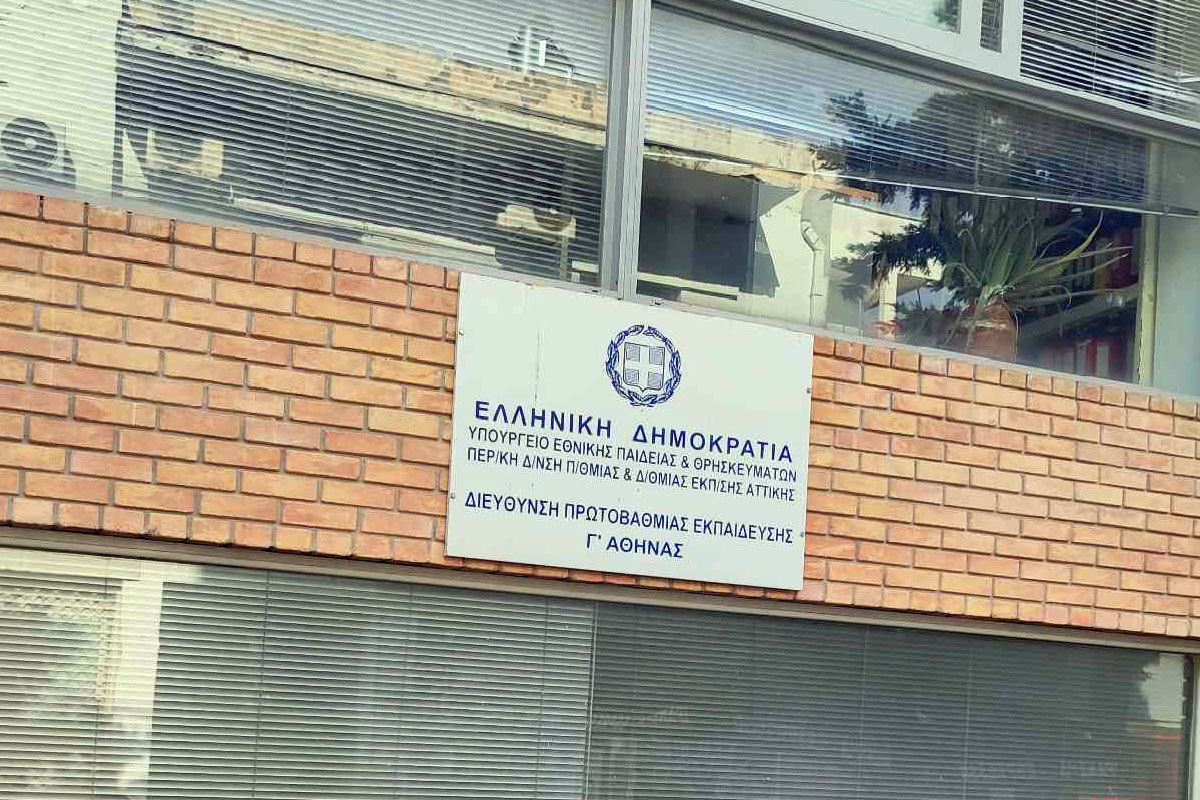 ΕΛΛΗΝΙΚΗ ΔΗΜΟΚΡΑΤΙΑ
ΥΠΟΥΡΓΕΙΟ ΕΘΝΙΚΗΣ ΠΑΙΔΕΙΑΣ & ΘΡΗΣΚΕΥΜΑΤΩΝ
ΠΕΡ/ΚΗ Δ/ΝΣΗ Π/ΘΜΙΑΣ & Δ/ΘΜΙΑΣ ΕΚΠ/ΣΗΣ ΑΤΤΙΚΗΣ
ΔΙΕΥΘΥΝΣΗ ΠΡΩΤΟΒΑΘΜΙΑΣ ΕΚΠΑΙΔΕΥΣΗΣ
Γ' ΑΘΗΝΑΣ